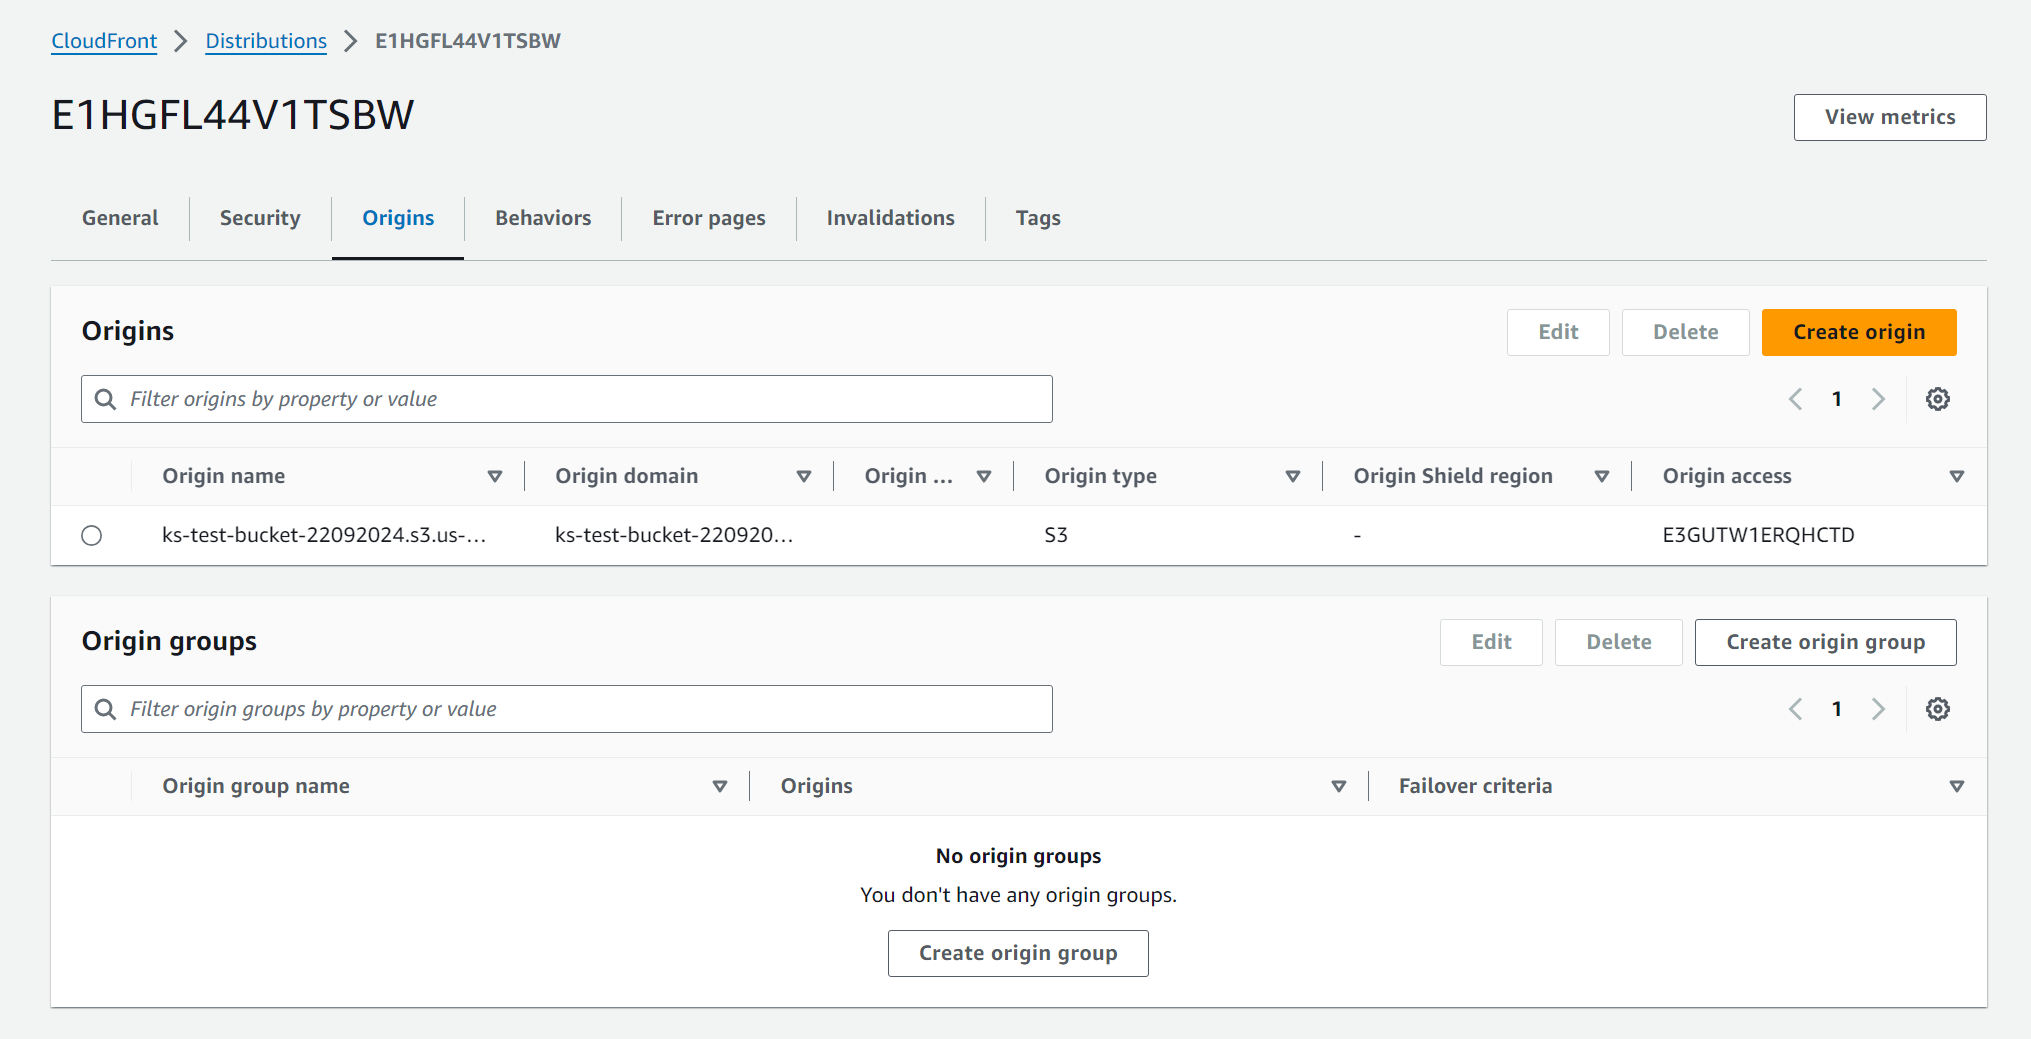 CloudFront > Distributions > E1HGFL44V1TSBW
E1HGFL44V1TSBW
View metrics
General Security Origins Behaviors Error pages Invalidations Tags
Origins
Edit Delete Create origin
Filter origins by property or value
1
Origin name Origin domain Origin ... Origin type Origin Shield region Origin access
ks-test-bucket-22092024.s3.us-... ks-test-bucket-220920... S3 - E3GUTW1ERQHCTD
Origin groups
Edit Delete Create origin group
Filter origin groups by property or value
1
Origin group name Origins Failover criteria
No origin groups
You don't have any origin groups.
Create origin group